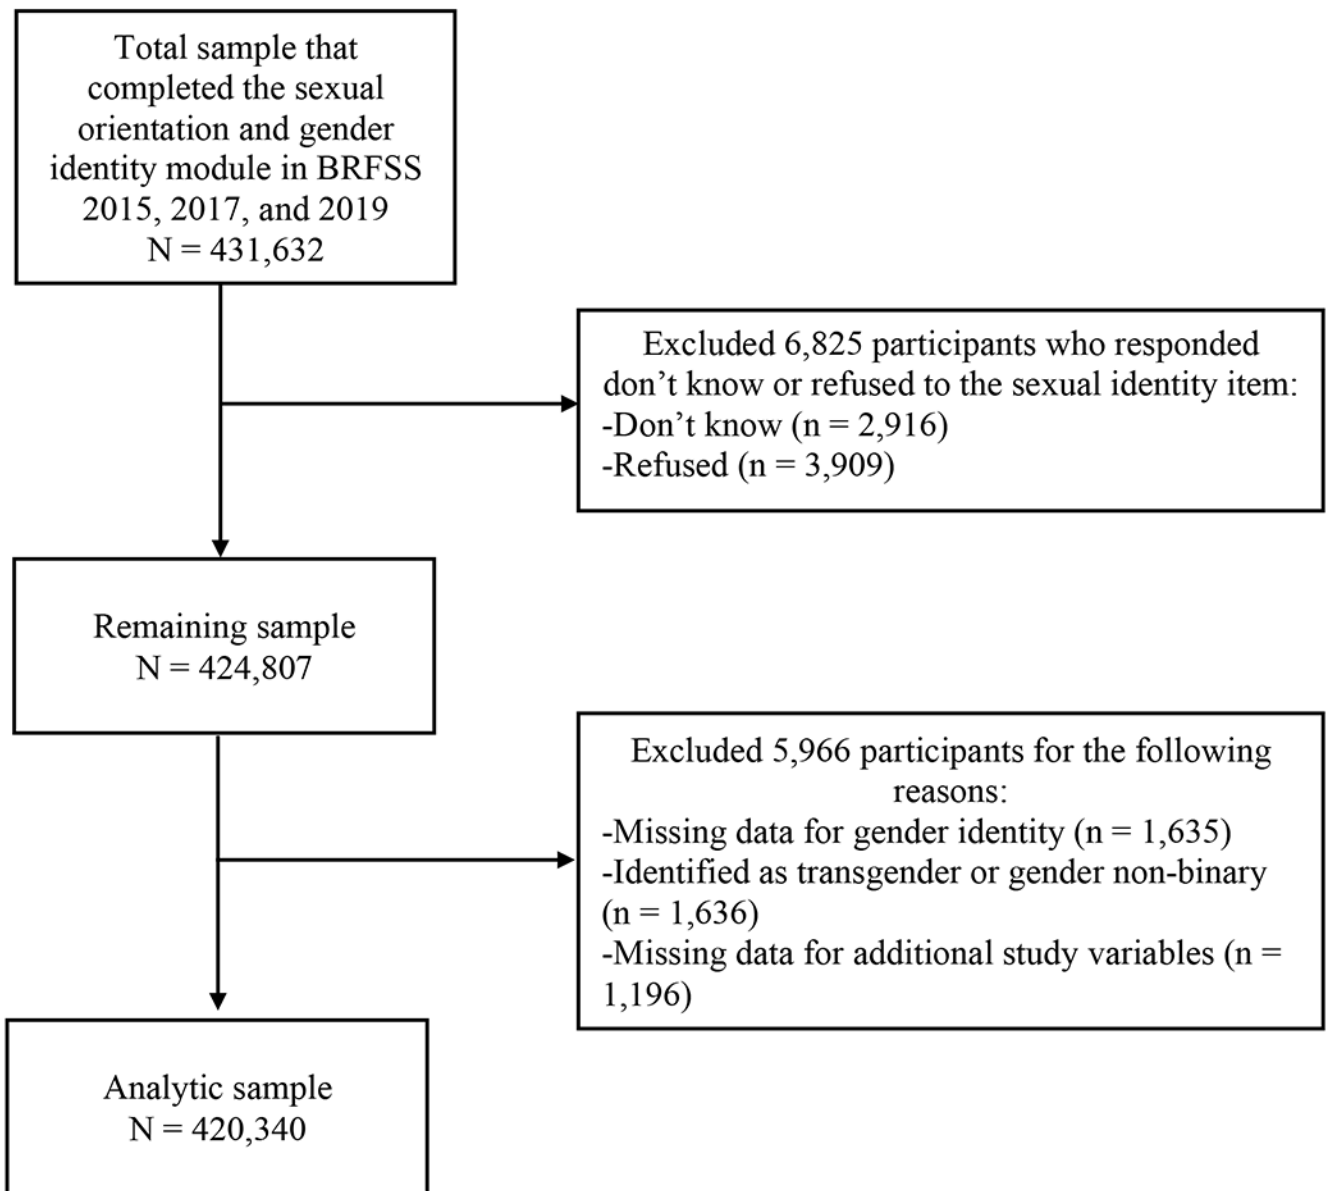 Total sample that
completed the sexual
orientation and gender
identity module in BRFSS
2015, 2017, and 2019
N = 431,632
Excluded 6,825 participants who responded
don’t know or refused to the sexual identity item:
-Don’t know (n = 2,916)
-Refused (n = 3,909)
Remaining sample
N = 424,807
Excluded 5,966 participants for the following
reasons:
-Missing data for gender identity (n = 1,635)
-Identified as transgender or gender non-binary
(n = 1,636)
-Missing data for additional study variables (n =
1,196)
Analytic sample
N = 420,340